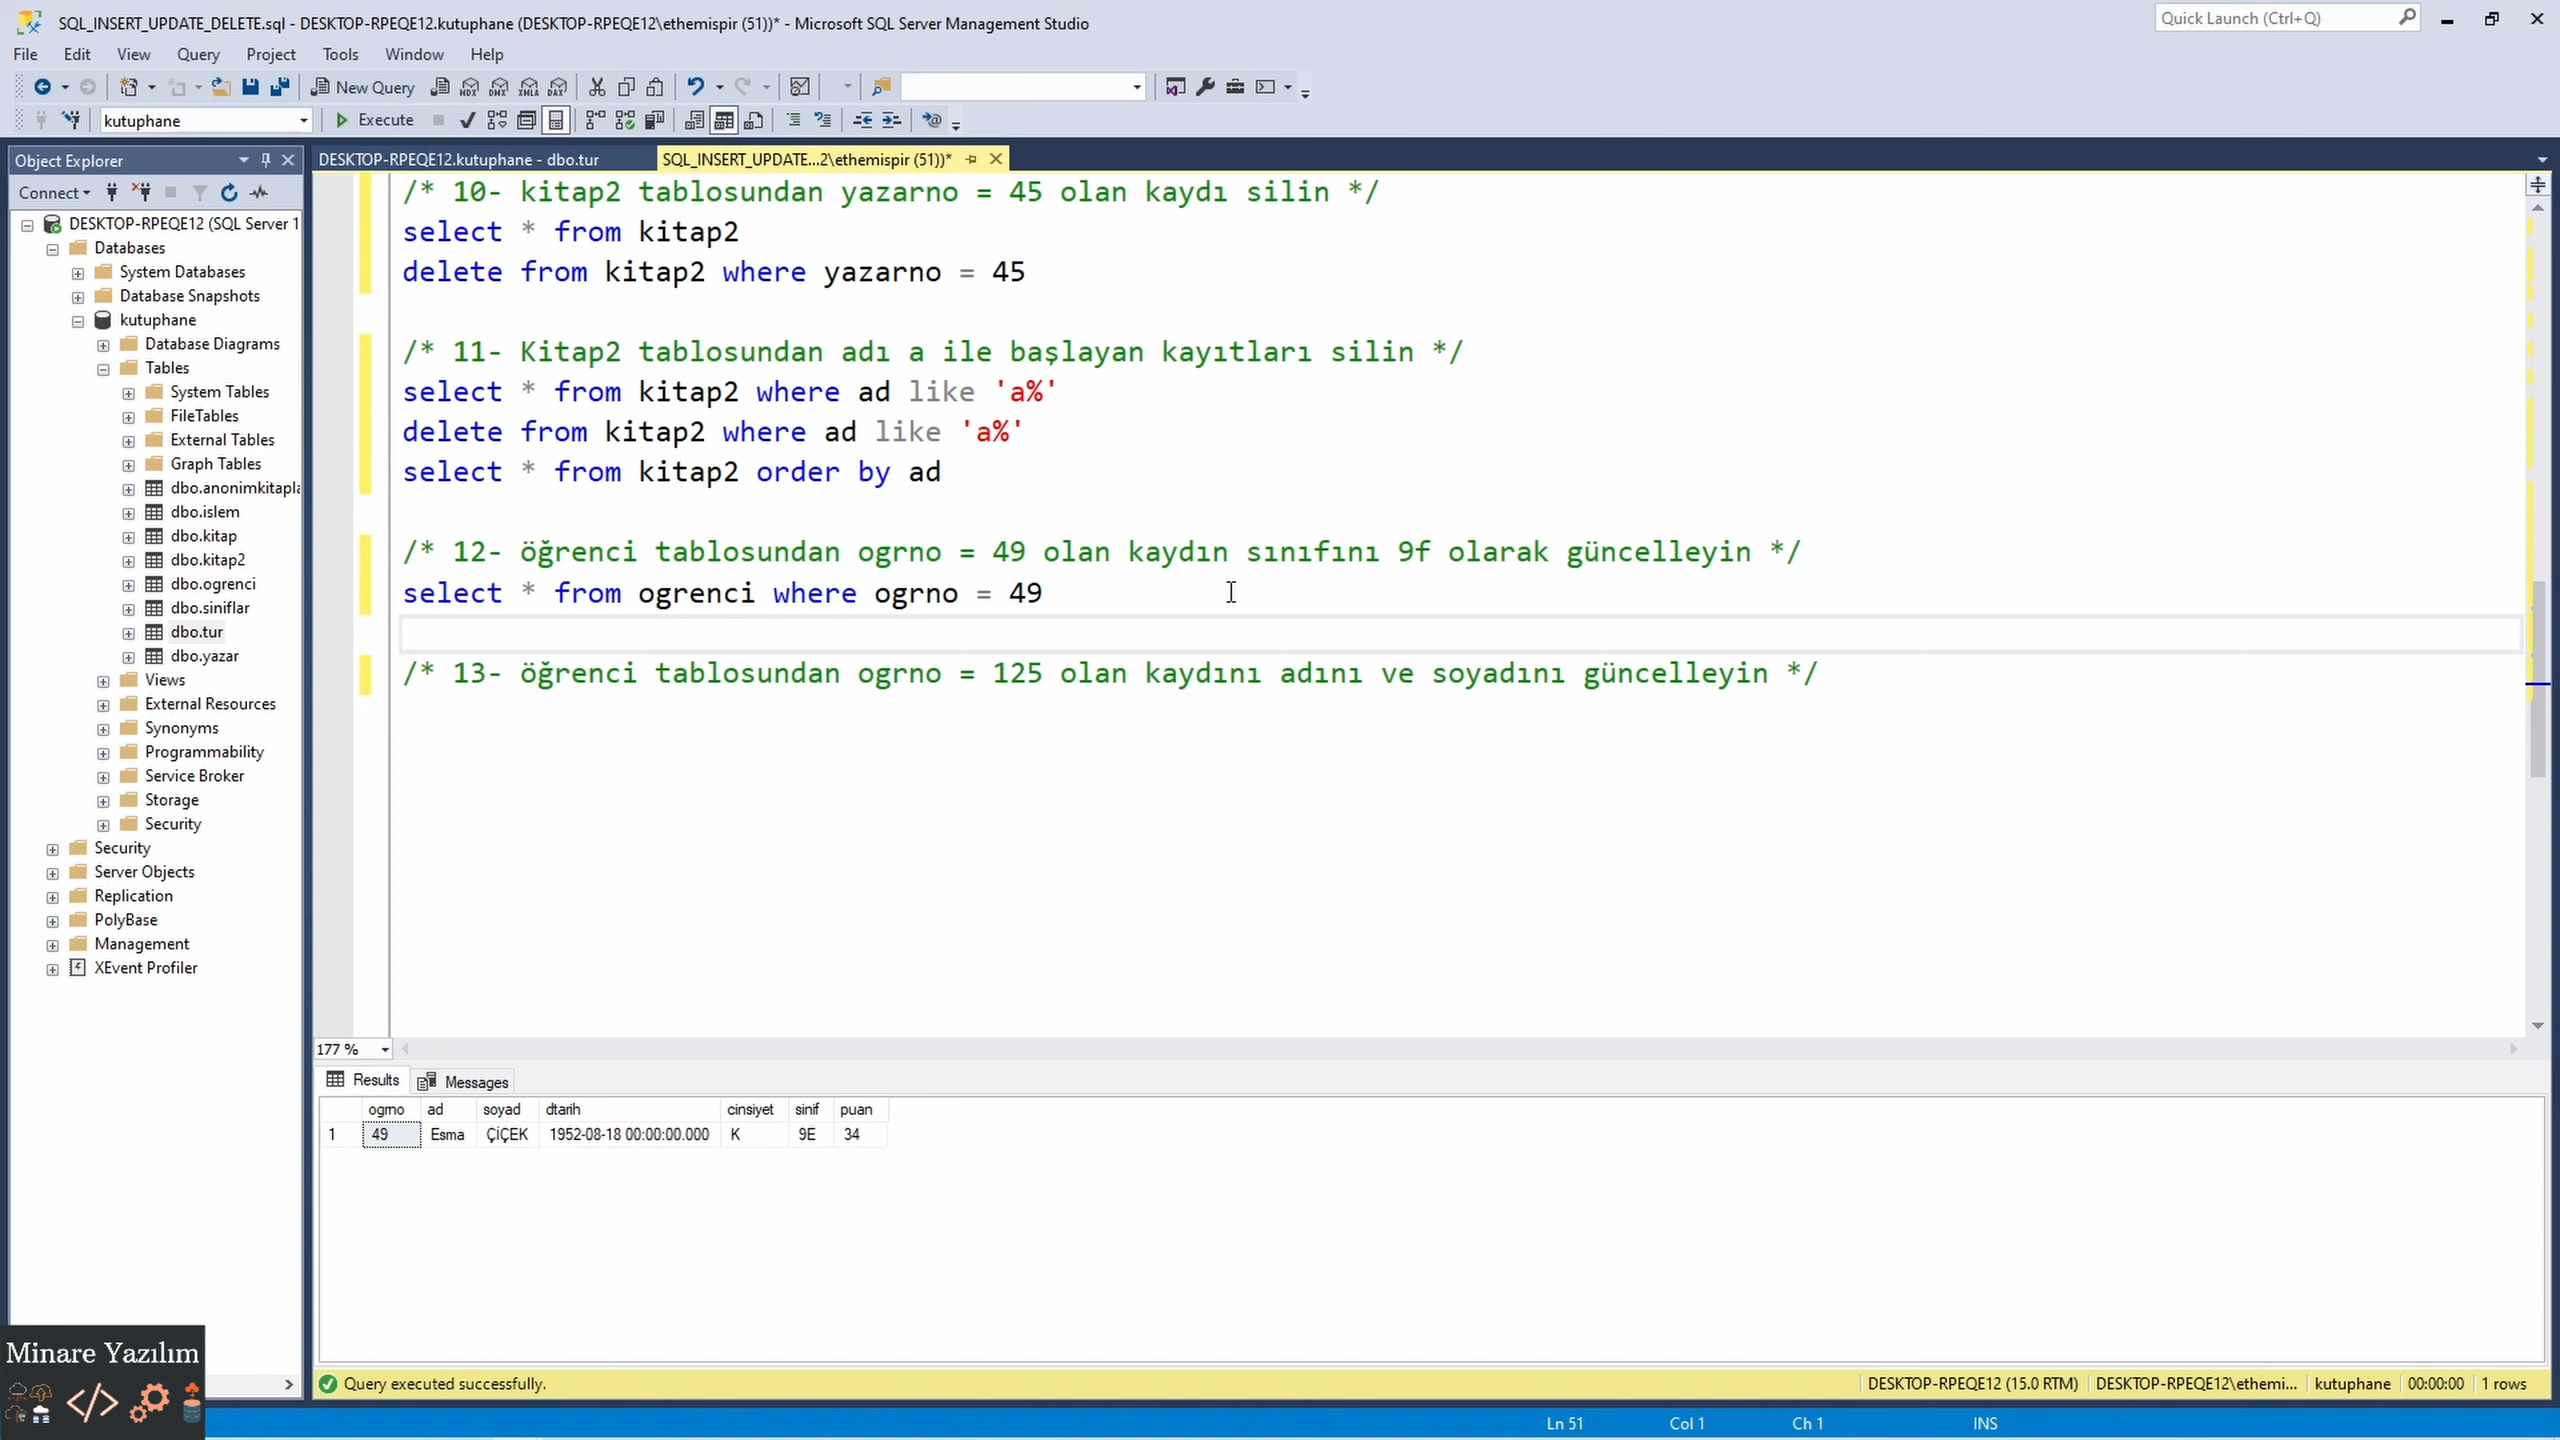 SQL_INSERT_UPDATE_DELETE.sql - DESKTOP-RPEQE12.kutuphane (DESKTOP-RPEQE12\ethemispir (51))* - Microsoft SQL Server Management Studio
Quick Launch (Ctrl+Q)
File Edit View Query Project Tools Window Help
New Query
MDX DMX XMLA DAX
kutuphane
Execute
Object Explorer
DESKTOP-RPEQE12.kutuphane - dbo.tur
SQL_INSERT_UPDATE...2\ethemispir (51))*
Connect
DESKTOP-RPEQE12 (SQL Server 1
Databases
System Databases
Database Snapshots
kutuphane
Database Diagrams
Tables
System Tables
FileTables
External Tables
Graph Tables
dbo.anonimkitapla
dbo.islem
dbo.kitap
dbo.kitap2
dbo.ogrenci
dbo.siniflar
dbo.tur
dbo.yazar
Views
External Resources
Synonyms
Programmability
Service Broker
Storage
Security
Security
Server Objects
Replication
PolyBase
Management
XEvent Profiler
/* 10- kitap2 tablosundan yazarno = 45 olan kaydı silin */
select * from kitap2
delete from kitap2 where yazarno = 45
/* 11- Kitap2 tablosundan adı a ile başlayan kayıtları silin */
select * from kitap2 where ad like 'a%'
delete from kitap2 where ad like 'a%'
select * from kitap2 order by ad
/* 12- öğrenci tablosundan ogrno = 49 olan kaydın sınıfını 9f olarak güncelleyin */
select * from ogrenci where ogrno = 49
/* 13- öğrenci tablosundan ogrno = 125 olan kaydını adını ve soyadını güncelleyin */
177 %
Results Messages
ogrno ad soyad dtarih cinsiyet sinif puan
1 49 Esma ÇİÇEK 1952-08-18 00:00:00.000 K 9E 34
Minare Yazılım
</>
Query executed successfully.
DESKTOP-RPEQE12 (15.0 RTM) DESKTOP-RPEQE12\ethemi... kutuphane 00:00:00 1 rows
Ln 51 Col 1 Ch 1 INS